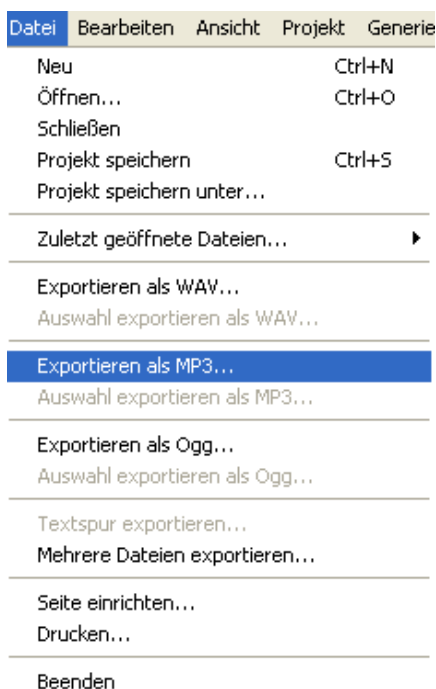 Datei Bearbeiten Ansicht Projekt Generie
Neu Ctrl+N
Öffnen... Ctrl+O
Schließen
Projekt speichern Ctrl+S
Projekt speichern unter...
Zuletzt geöffnete Dateien...
Exportieren als WAV...
Auswahl exportieren als WAV...
Exportieren als MP3...
Auswahl exportieren als MP3...
Exportieren als Ogg...
Auswahl exportieren als Ogg...
Textspur exportieren...
Mehrere Dateien exportieren...
Seite einrichten...
Drucken...
Beenden